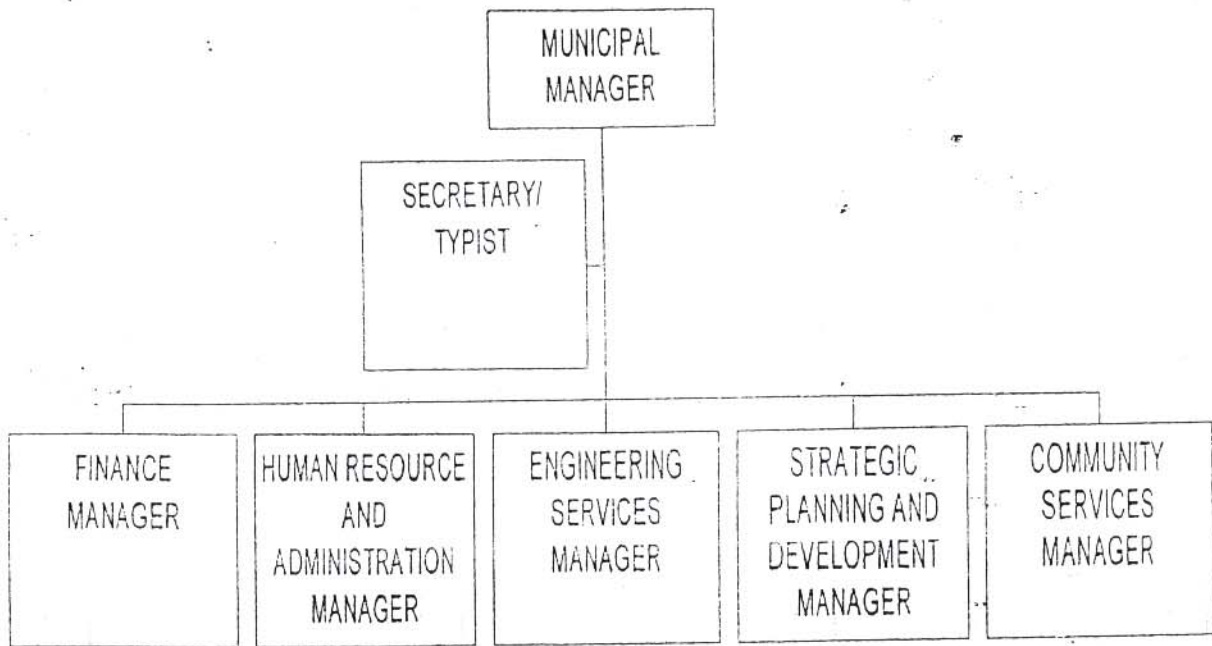 MUNICIPAL
MANAGER
SECRETARY/
TYPIST
FINANCE
MANAGER
HUMAN RESOURCE
AND
ADMINISTRATION
MANAGER
ENGINEERING
SERVICES
MANAGER
STRATEGIC
PLANNING AND
DEVELOPMENT
MANAGER
COMMUNITY
SERVICES
MANAGER